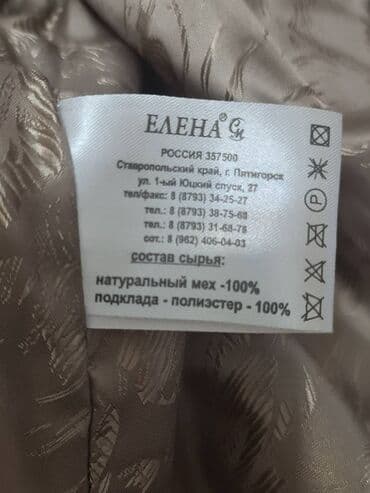 ЕЛЕНА®
РОССИЯ 357500
Ставропольский край, г. Пятигорск
ул. 1-ый Юцкий спуск, 27
тел/факс: 8 (8793) 34-25-27
тел.: 8 (8793) 38-75-68
тел.: 8 (8793) 31-68-78
сот.: 8 (962) 406-04-03
состав сырья:
натуральный мех -100%
подклада - полиэстер - 100%
P